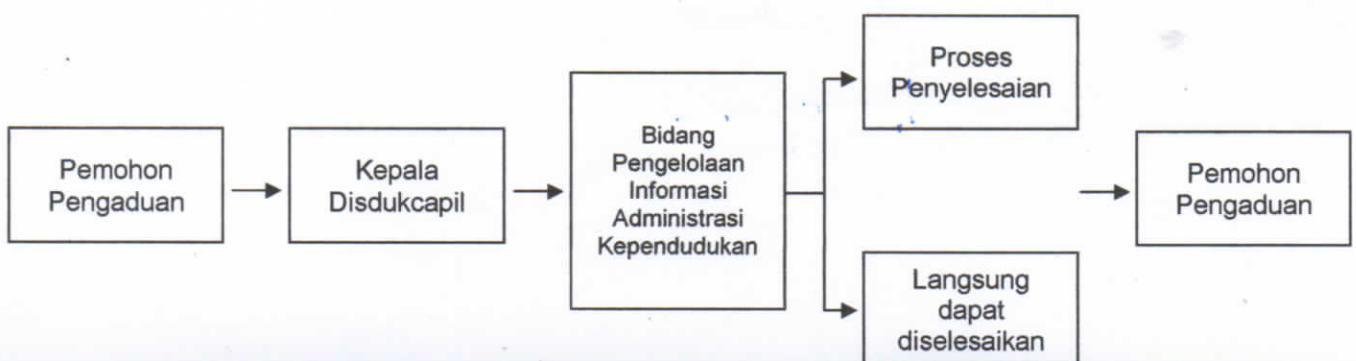 Pemohon
Pengaduan
Kepala
Disdukcapil
Bidang
Pengelolaan
Informasi
Administrasi
Kependudukan
Proses
Penyelesaian
Langsung
dapat
diselesaikan
Pemohon
Pengaduan